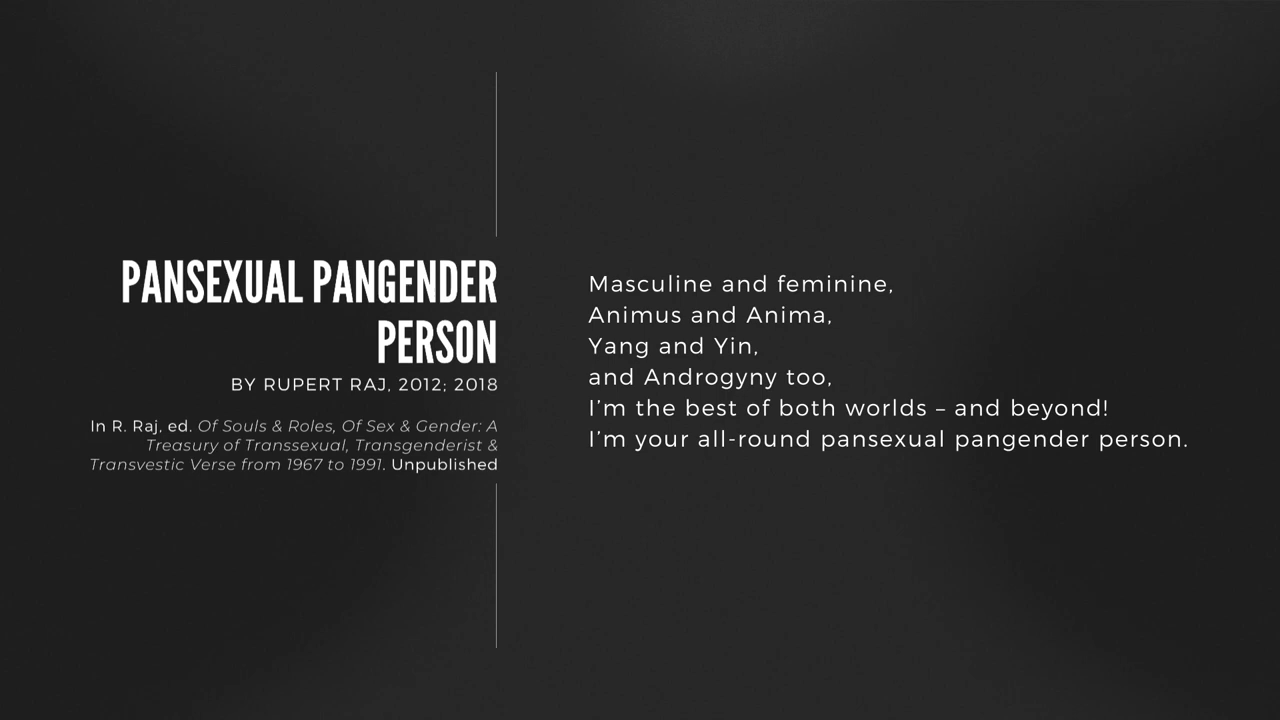 PANSEXUAL PANGENDER
PERSON
BY RUPERT RAJ, 2012; 2018
In R. Raj, ed. Of Souls & Roles, Of Sex & Gender: A
Treasury of Transsexual, Transgenderist &
Transvestic Verse from 1967 to 1991. Unpublished
Masculine and feminine,
Animus and Anima,
Yang and Yin,
and Androgyny too,
I’m the best of both worlds – and beyond!
I’m your all-round pansexual pangender person.